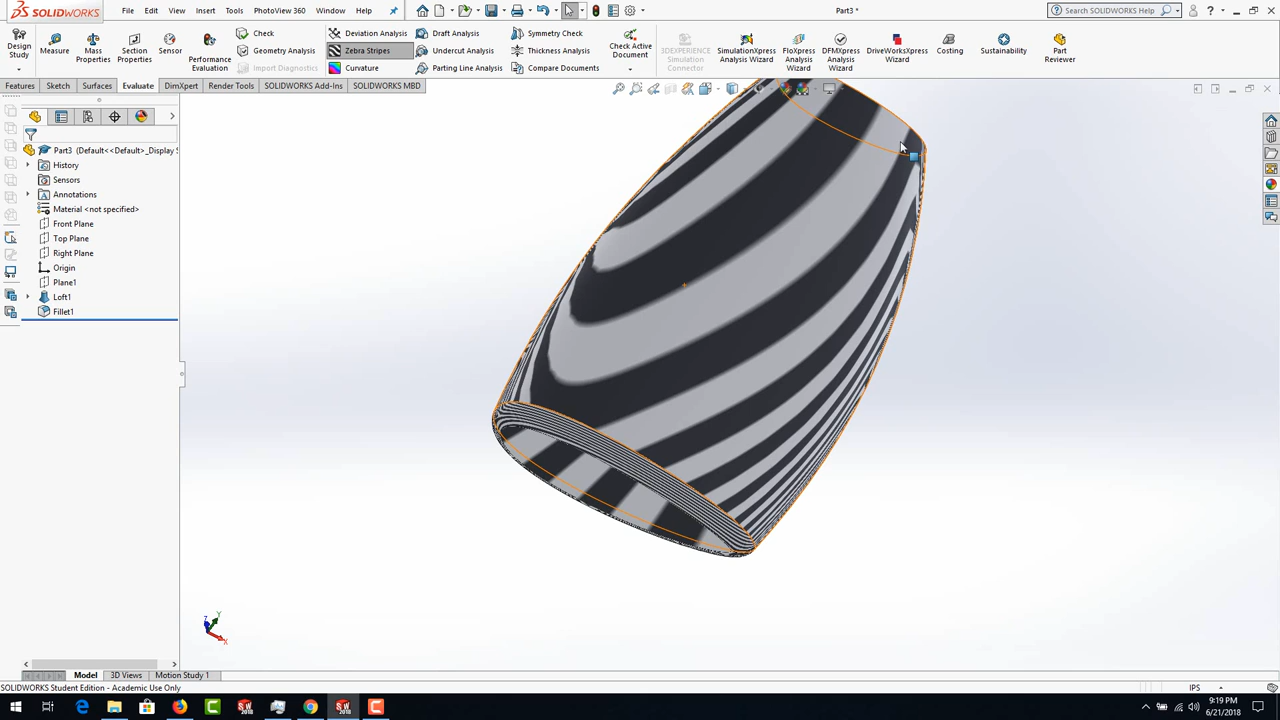 SOLIDWORKS File Edit View Insert Tools PhotoView 360 Window Help Part3 * Search SOLIDWORKS Help
Design Study
Measure
Mass Properties
Section Properties
Sensor
Performance Evaluation
Check
Geometry Analysis
Import Diagnostics
Deviation Analysis
Zebra Stripes
Curvature
Draft Analysis
Undercut Analysis
Parting Line Analysis
Symmetry Check
Thickness Analysis
Compare Documents
Check Active Document
3DEXPERIENCE Simulation Connector
SimulationXpress Analysis Wizard
FloXpress Analysis Wizard
DFMXpress Analysis Wizard
DriveWorksXpress Wizard
Costing
Sustainability
Part Reviewer
Features Sketch Surfaces Evaluate DimXpert Render Tools SOLIDWORKS Add-Ins SOLIDWORKS MBD
Part3 (Default<<Default>_Display S
History
Sensors
Annotations
Material <not specified>
Front Plane
Top Plane
Right Plane
Origin
Plane1
Loft1
Fillet1
Y
Z
X
Model 3D Views Motion Study 1
SOLIDWORKS Student Edition - Academic Use Only IPS
9:19 PM
6/21/2018